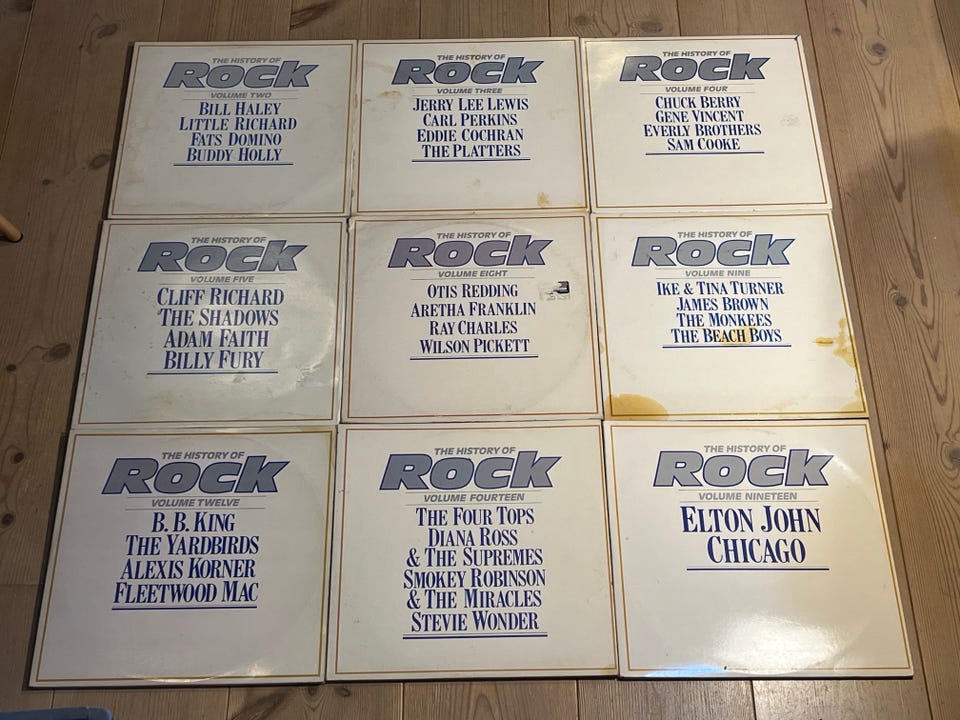 THE HISTORY OF
Rock
VOLUME TWO
BILL HALEY
LITTLE RICHARD
FATS DOMINO
BUDDY HOLLY
THE HISTORY OF
Rock
VOLUME THREE
JERRY LEE LEWIS
CARL PERKINS
EDDIE COCHRAN
THE PLATTERS
THE HISTORY OF
Rock
VOLUME FOUR
CHUCK BERRY
GENE VINCENT
EVERLY BROTHERS
SAM COOKE
THE HISTORY OF
Rock
VOLUME FIVE
CLIFF RICHARD
THE SHADOWS
ADAM FAITH
BILLY FURY
THE HISTORY OF
Rock
VOLUME EIGHT
OTIS REDDING
ARETHA FRANKLIN
RAY CHARLES
WILSON PICKETT
THE HISTORY OF
Rock
VOLUME NINE
IKE & TINA TURNER
JAMES BROWN
THE MONKEES
THE BEACH BOYS
THE HISTORY OF
Rock
VOLUME TWELVE
B. B. KING
THE YARDBIRDS
ALEXIS KORNER
FLEETWOOD MAC
THE HISTORY OF
Rock
VOLUME FOURTEEN
THE FOUR TOPS
DIANA ROSS
& THE SUPREMES
SMOKEY ROBINSON
& THE MIRACLES
STEVIE WONDER
THE HISTORY OF
Rock
VOLUME NINETEEN
ELTON JOHN
CHICAGO